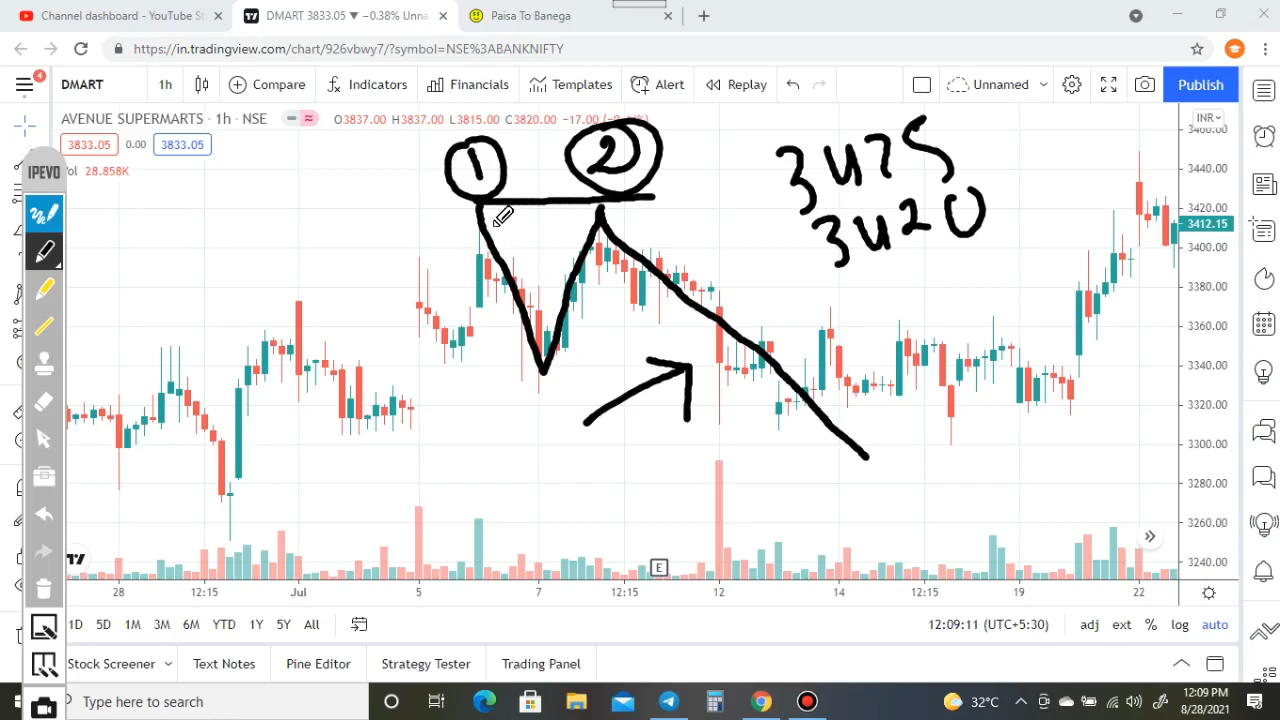 Channel dashboard - YouTube St
DMART 3833.05 ▼ −0.38% Unna
Paisa To Banega
https://in.tradingview.com/chart/926vbwy7/?symbol=NSE%3ABANKNIFTY
4
DMART
1h
Compare
Indicators
Financials
Templates
Alert
Replay
Unnamed
Publish
AVENUE SUPERMARTS · 1h · NSE
O3837.00 H3837.00 L3815.00 C3820.00 −17.00
INR
3833.05 0.00 3833.05
Vol 28.858K
IPEVO
1
2
3475
3420
3460.00
3440.00
3420.00
3412.15
3400.00
3380.00
3360.00
3340.00
3320.00
3300.00
3280.00
3260.00
3240.00
E
28 12:15 Jul 5 7 12:15 12 14 12:15 19 22
1D 5D 1M 3M 6M YTD 1Y 5Y All
12:09:11 (UTC+5:30) adj ext % log auto
Stock Screener Text Notes Pine Editor Strategy Tester Trading Panel
Type here to search
32°C
12:09 PM
8/28/2021